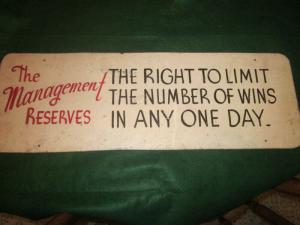 The Management RESERVES
THE RIGHT TO LIMIT
THE NUMBER OF WINS
IN ANY ONE DAY.